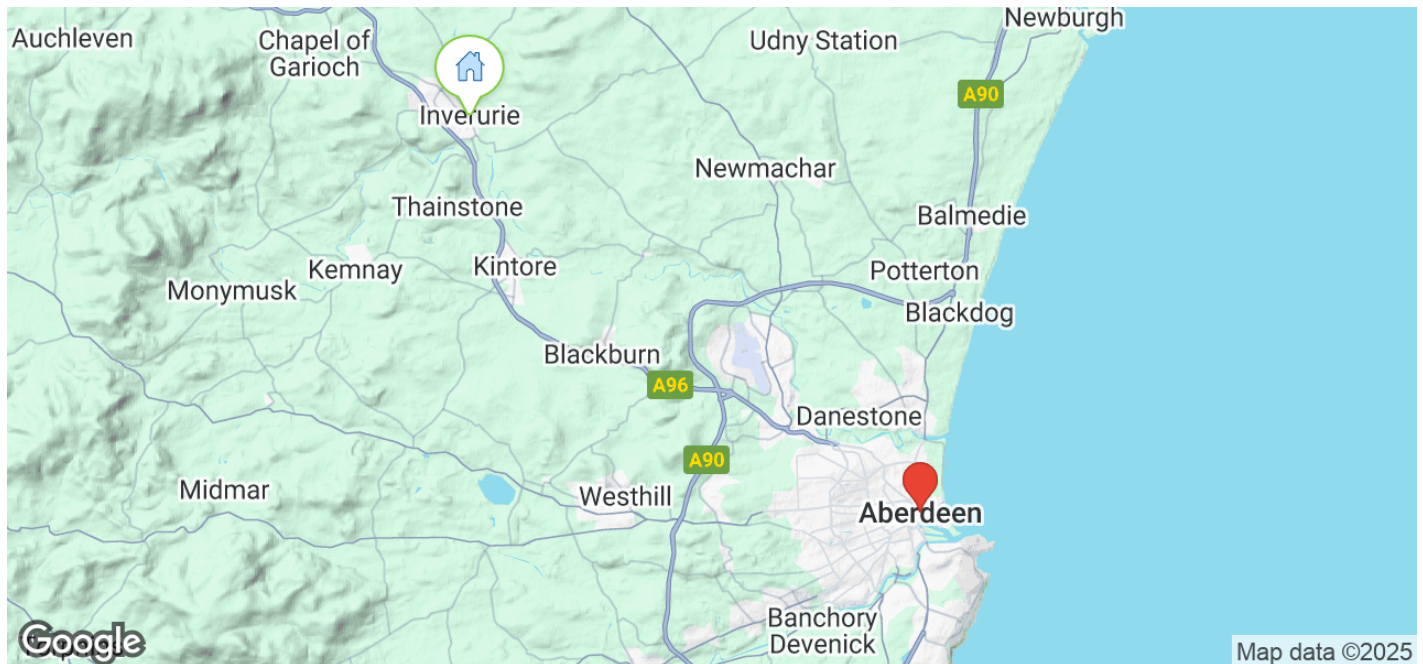 Newburgh
Auchleven
Chapel of
Garioch
Udny Station
A90
Inverurie
Newmachar
Thainstone
Balmedie
Kemnay
Kintore
Potterton
Monymusk
Blackdog
Blackburn
A96
Danestone
A90
Midmar
Westhill
Aberdeen
Banchory
Devenick
Google
Map data ©2025